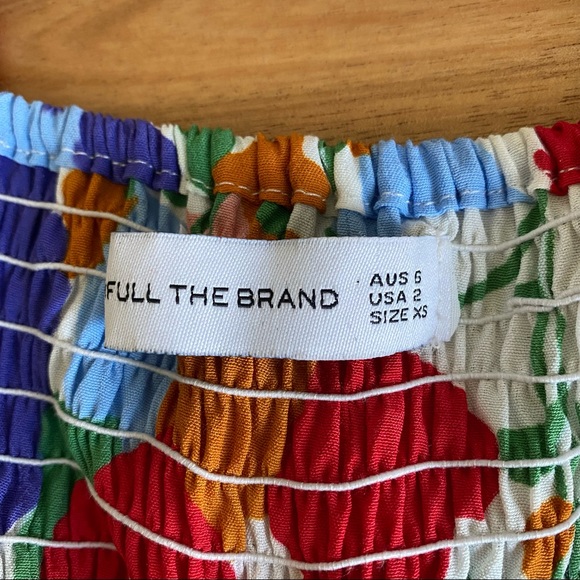 FULL THE BRAND
AUS 6
USA 2
SIZE XS